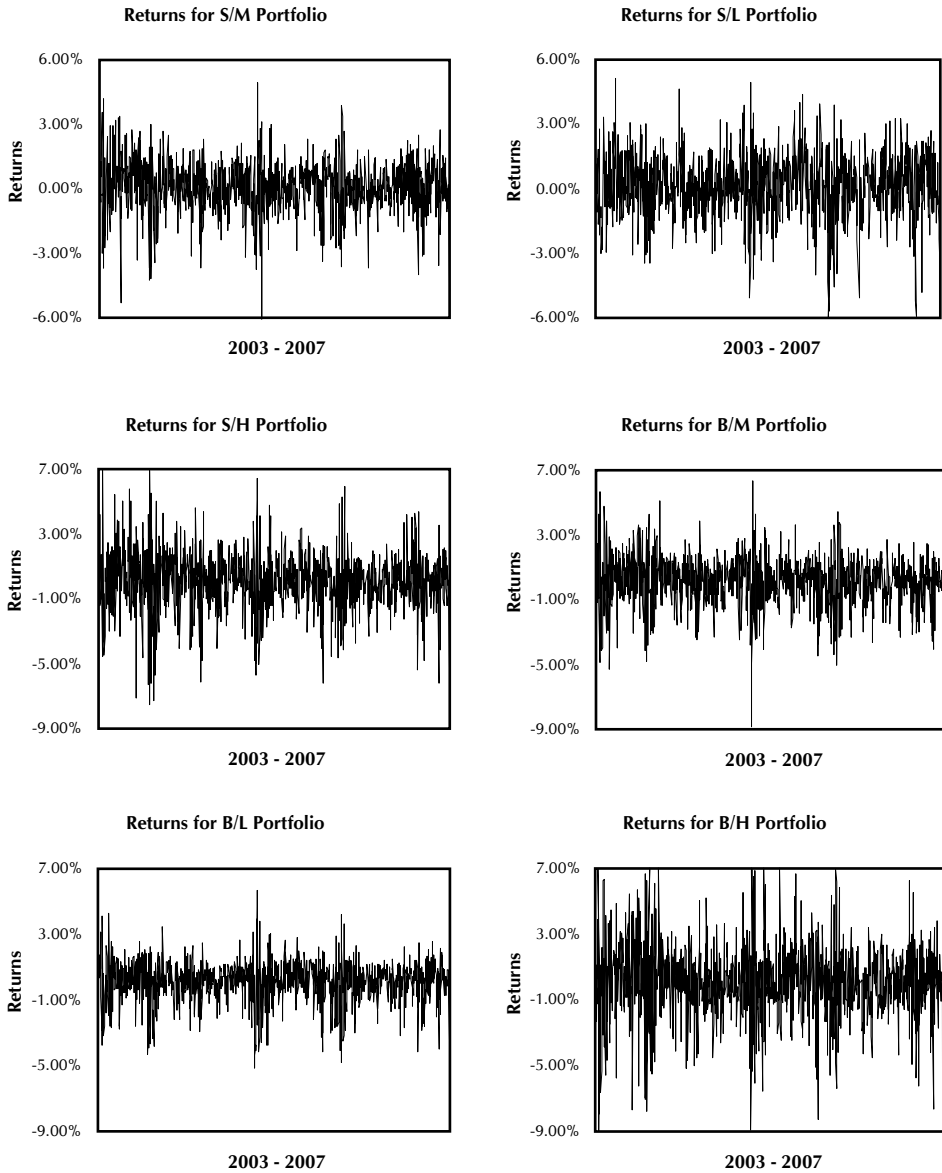 Returns for S/M Portfolio
6.00%
3.00%
0.00%
-3.00%
-6.00%
Returns
2003 - 2007
Returns for S/L Portfolio
6.00%
3.00%
0.00%
-3.00%
-6.00%
Returns
2003 - 2007
Returns for S/H Portfolio
7.00%
3.00%
-1.00%
-5.00%
-9.00%
Returns
2003 - 2007
Returns for B/M Portfolio
7.00%
3.00%
-1.00%
-5.00%
-9.00%
Returns
2003 - 2007
Returns for B/L Portfolio
7.00%
3.00%
-1.00%
-5.00%
-9.00%
Returns
2003 - 2007
Returns for B/H Portfolio
7.00%
3.00%
-1.00%
-5.00%
-9.00%
Returns
2003 - 2007